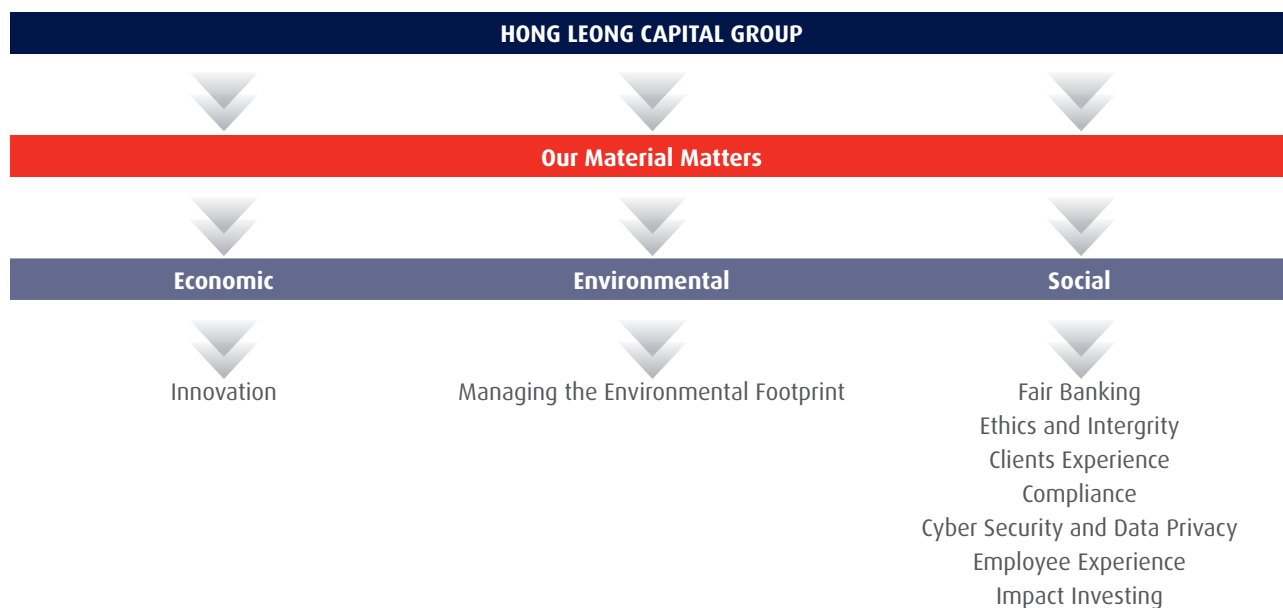 HONG LEONG CAPITAL GROUP
Our Material Matters
Economic
Environmental
Social
Innovation
Managing the Environmental Footprint
Fair Banking
Ethics and Intergrity
Clients Experience
Compliance
Cyber Security and Data Privacy
Employee Experience
Impact Investing